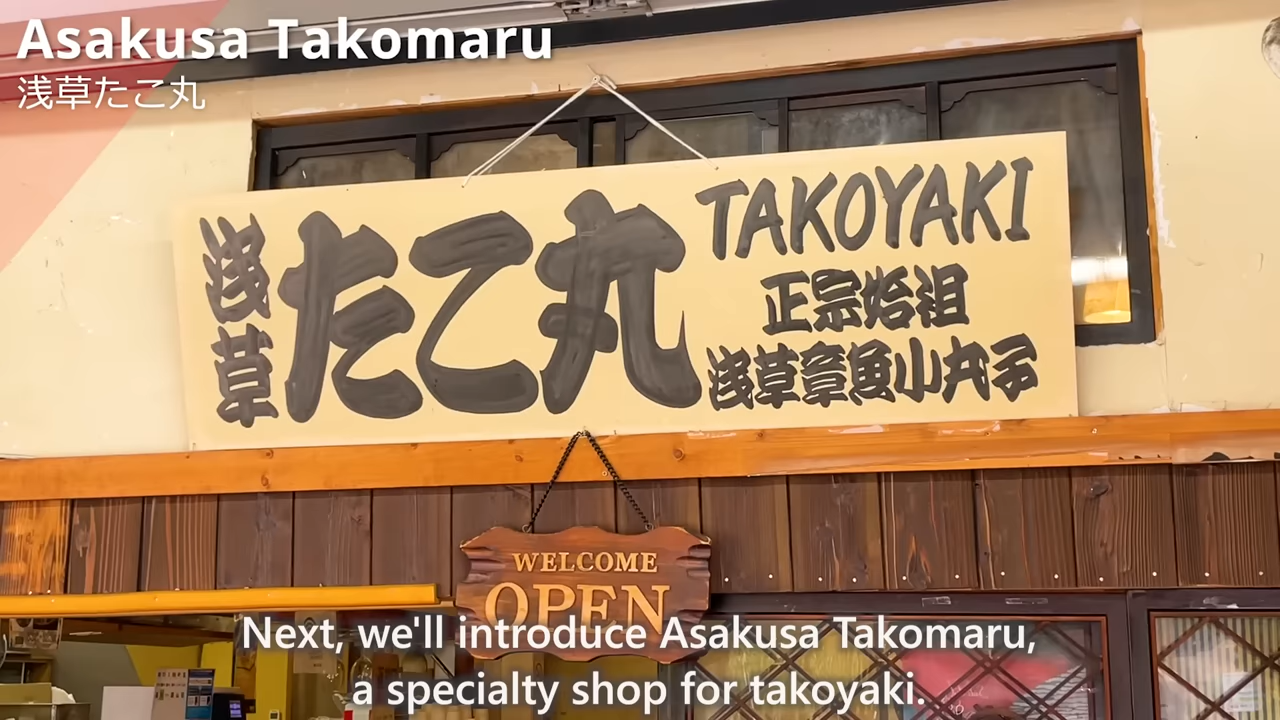 Asakusa Takomaru
浅草たこ丸
浅草 たこ丸
TAKOYAKI
正宗始祖
浅草章魚小丸子
WELCOME
OPEN
Next, we'll introduce Asakusa Takomaru,
a specialty shop for takoyaki.